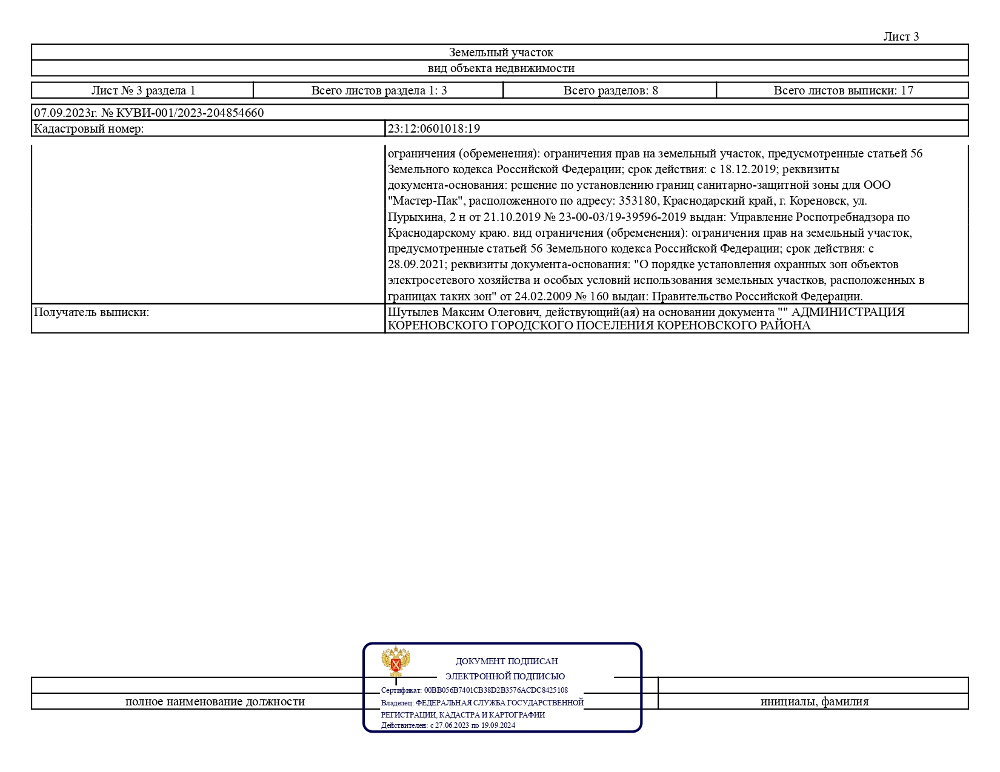 Лист 3
Земельный участок
вид объекта недвижимости
Лист № 3 раздела 1
Всего листов раздела 1: 3
Всего разделов: 8
Всего листов выписки: 17
07.09.2023г. № КУВИ-001/2023-204854660
Кадастровый номер:
23:12:0601018:19
ограничения (обременения): ограничения прав на земельный участок, предусмотренные статьей 56
Земельного кодекса Российской Федерации; срок действия: с 18.12.2019; реквизиты
документа-основания: решение по установлению границ санитарно-защитной зоны для ООО
"Мастер-Пак", расположенного по адресу: 353180, Краснодарский край, г. Кореновск, ул.
Пурыхина, 2 н от 21.10.2019 № 23-00-03/19-39596-2019 выдан: Управление Роспотребнадзора по
Краснодарскому краю. вид ограничения (обременения): ограничения прав на земельный участок,
предусмотренные статьей 56 Земельного кодекса Российской Федерации; срок действия: с
28.09.2021; реквизиты документа-основания: "О порядке установления охранных зон объектов
электросетевого хозяйства и особых условий использования земельных участков, расположенных в
границах таких зон" от 24.02.2009 № 160 выдан: Правительство Российской Федерации.
Получатель выписки:
Шутылев Максим Олегович, действующий(ая) на основании документа "" АДМИНИСТРАЦИЯ
КОРЕНОВСКОГО ГОРОДСКОГО ПОСЕЛЕНИЯ КОРЕНОВСКОГО РАЙОНА
ДОКУМЕНТ ПОДПИСАН
ЭЛЕКТРОННОЙ ПОДПИСЬЮ
Сертификат: 00BB056B7401CB38D2B3576ACDC8425108
Владелец: ФЕДЕРАЛЬНАЯ СЛУЖБА ГОСУДАРСТВЕННОЙ
РЕГИСТРАЦИИ, КАДАСТРА И КАРТОГРАФИИ
Действителен: с 27.06.2023 по 19.09.2024
полное наименование должности
инициалы, фамилия